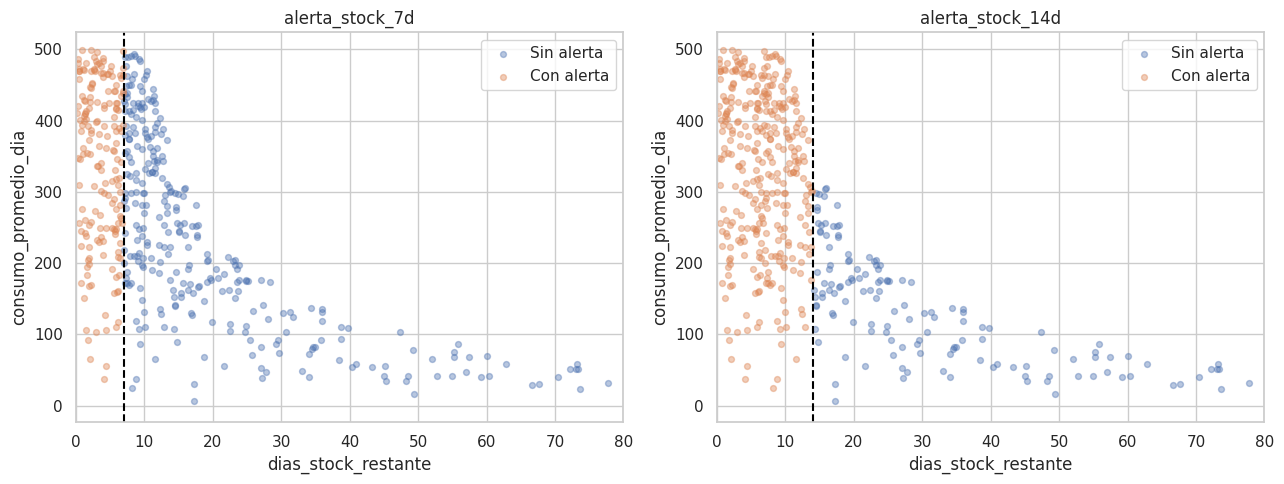 alerta_stock_7d
500
400
300
200
100
0
consumo_promedio_dia
Sin alerta
Con alerta
0 10 20 30 40 50 60 70 80
dias_stock_restante
alerta_stock_14d
500
400
300
200
100
0
consumo_promedio_dia
Sin alerta
Con alerta
0 10 20 30 40 50 60 70 80
dias_stock_restante